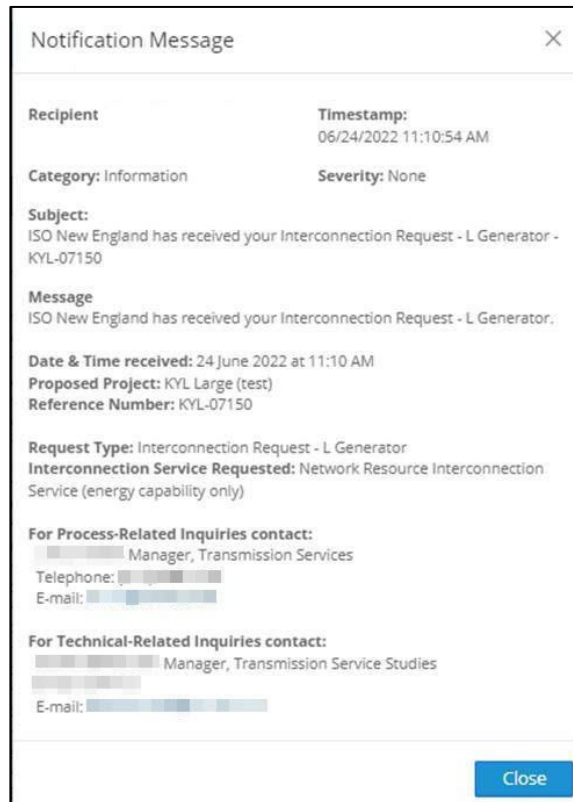 Notification Message
Recipient
Timestamp:
06/24/2022 11:10:54 AM
Category: Information
Severity: None
Subject:
ISO New England has received your Interconnection Request - L Generator -
KYL-07150
Message
ISO New England has received your Interconnection Request - L Generator.
Date & Time received: 24 June 2022 at 11:10 AM
Proposed Project: KYL Large (test)
Reference Number: KYL-07150
Request Type: Interconnection Request - L Generator
Interconnection Service Requested: Network Resource Interconnection
Service (energy capability only)
For Process-Related Inquiries contact:
Manager, Transmission Services
Telephone:
E-mail:
For Technical-Related Inquiries contact:
Manager, Transmission Service Studies
E-mail:
Close